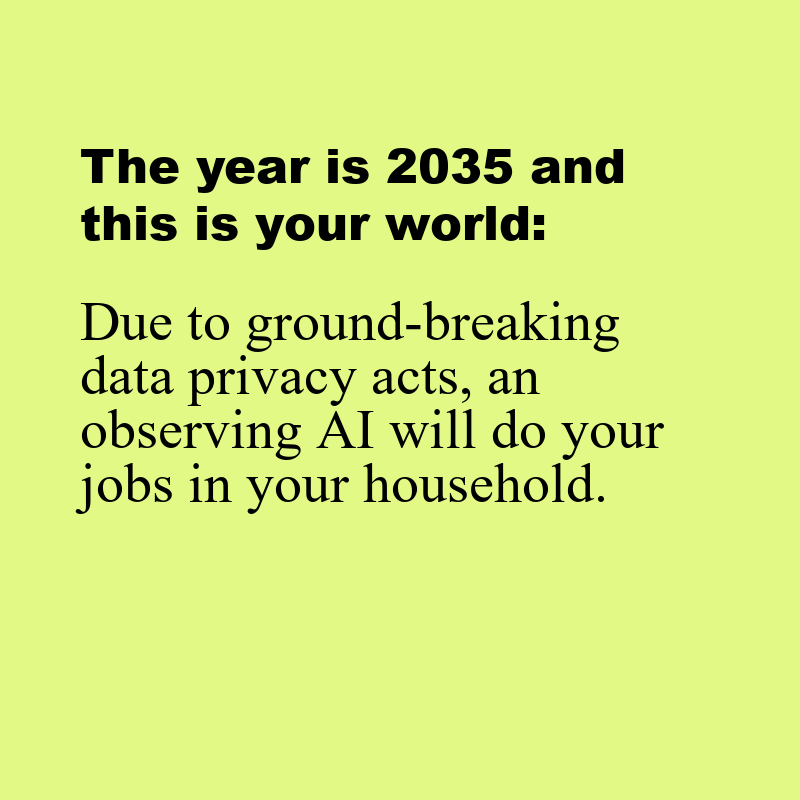 The year is 2035 and
this is your world:
Due to ground-breaking
data privacy acts, an
observing AI will do your
jobs in your household.